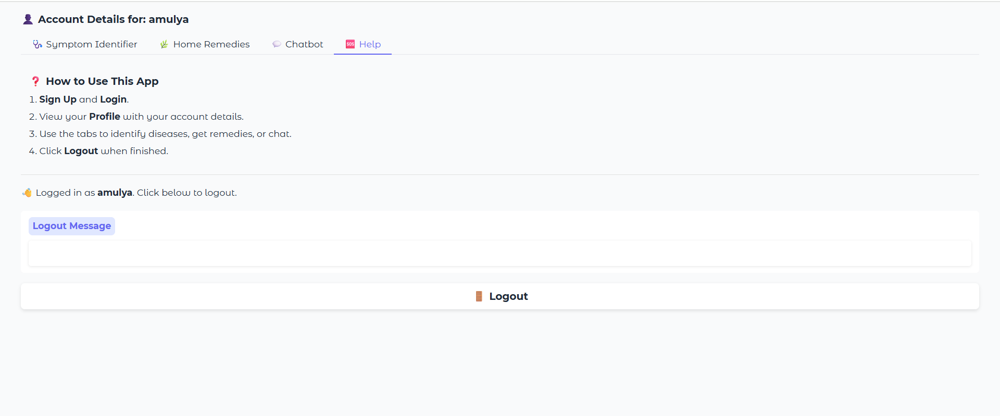 Account Details for: amulya
Symptom Identifier Home Remedies Chatbot SOS Help
How to Use This App
1. Sign Up and Login.
2. View your Profile with your account details.
3. Use the tabs to identify diseases, get remedies, or chat.
4. Click Logout when finished.
Logged in as amulya. Click below to logout.
Logout Message
Logout